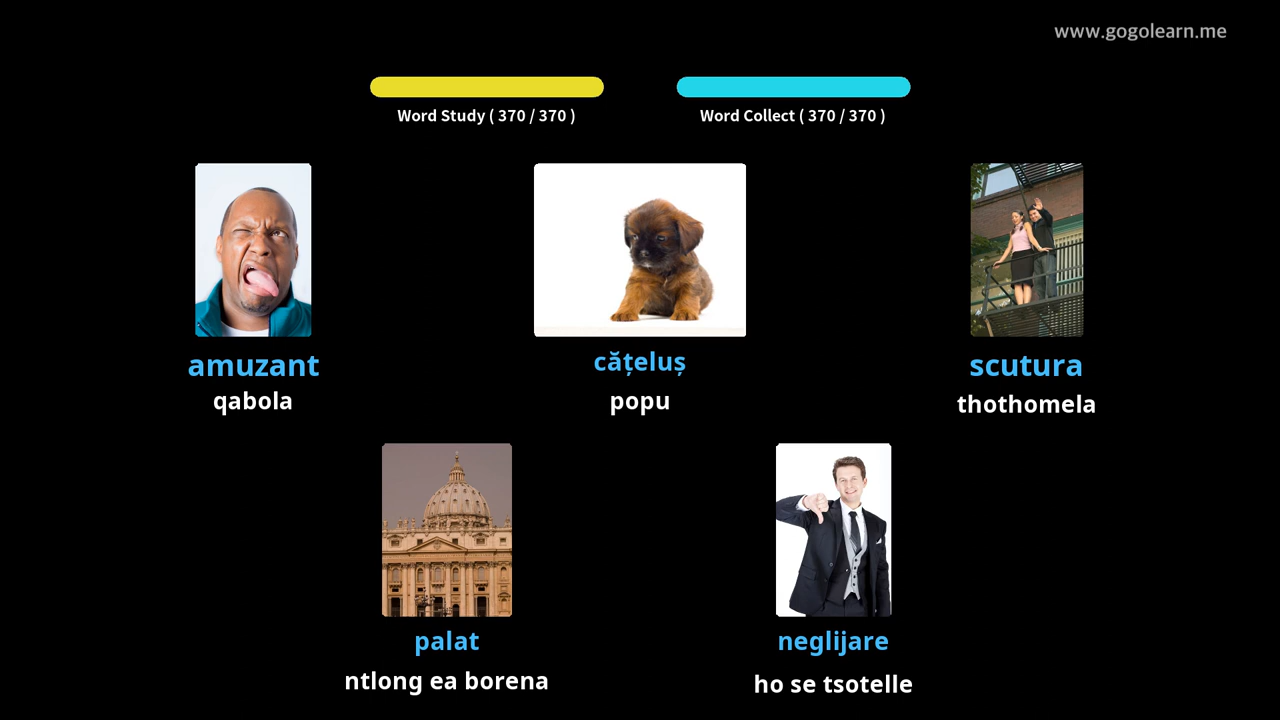 www.gogolearn.me
Word Study ( 370 / 370 )
Word Collect ( 370 / 370 )
amuzant
qabola
cățeluș
popu
scutura
thothomela
palat
ntlong ea borena
neglijare
ho se tsotelle